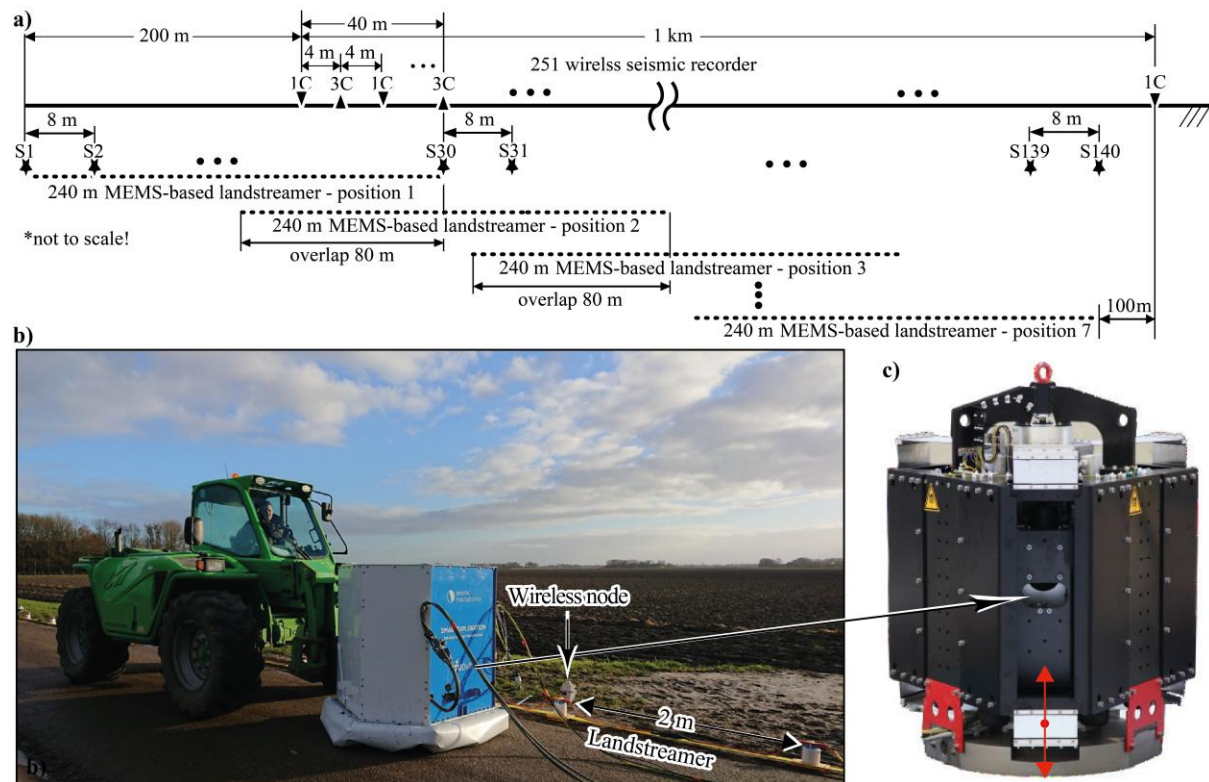 a)
40 m
200 m
1 km
4 m 4 m
251 wirelss seismic recorder
1C 3C 1C 3C 1C
8 m 8 m 8 m
S1 S2 S30 S31 S139 S140
240 m MEMS-based landstreamer - position 1
240 m MEMS-based landstreamer - position 2
*not to scale!
overlap 80 m
240 m MEMS-based landstreamer - position 3
overlap 80 m
100m
240 m MEMS-based landstreamer - position 7
b)
c)
Wireless node
2 m
Landstreamer
b)